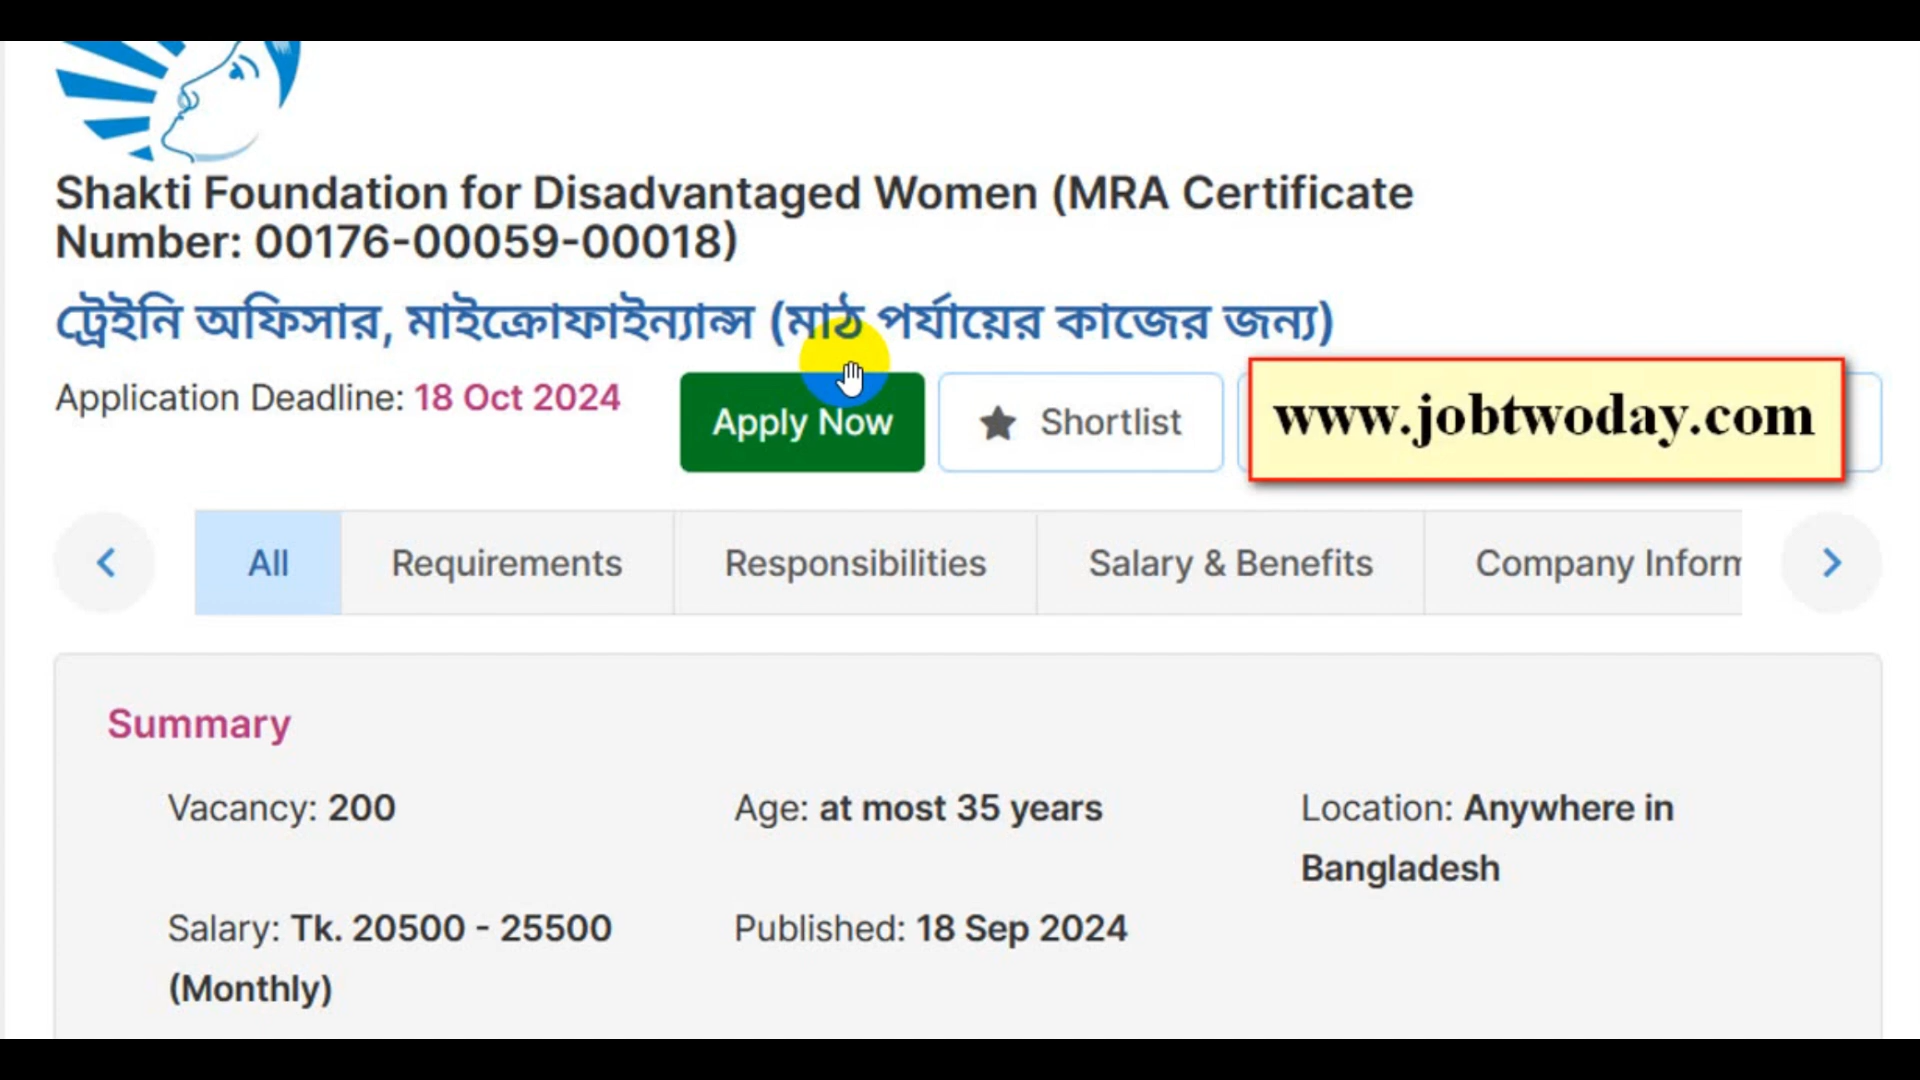 Shakti Foundation for Disadvantaged Women (MRA Certificate
Number: 00176-00059-00018)
ট্রেইনি অফিসার, মাইক্রোফাইন্যান্স (মাঠ পর্যায়ের কাজের জন্য)
Application Deadline: 18 Oct 2024
Apply Now
Shortlist
www.jobtwoday.com
All
Requirements
Responsibilities
Salary & Benefits
Company Inform
Summary
Vacancy: 200
Age: at most 35 years
Location: Anywhere in
Bangladesh
Salary: Tk. 20500 - 25500
(Monthly)
Published: 18 Sep 2024